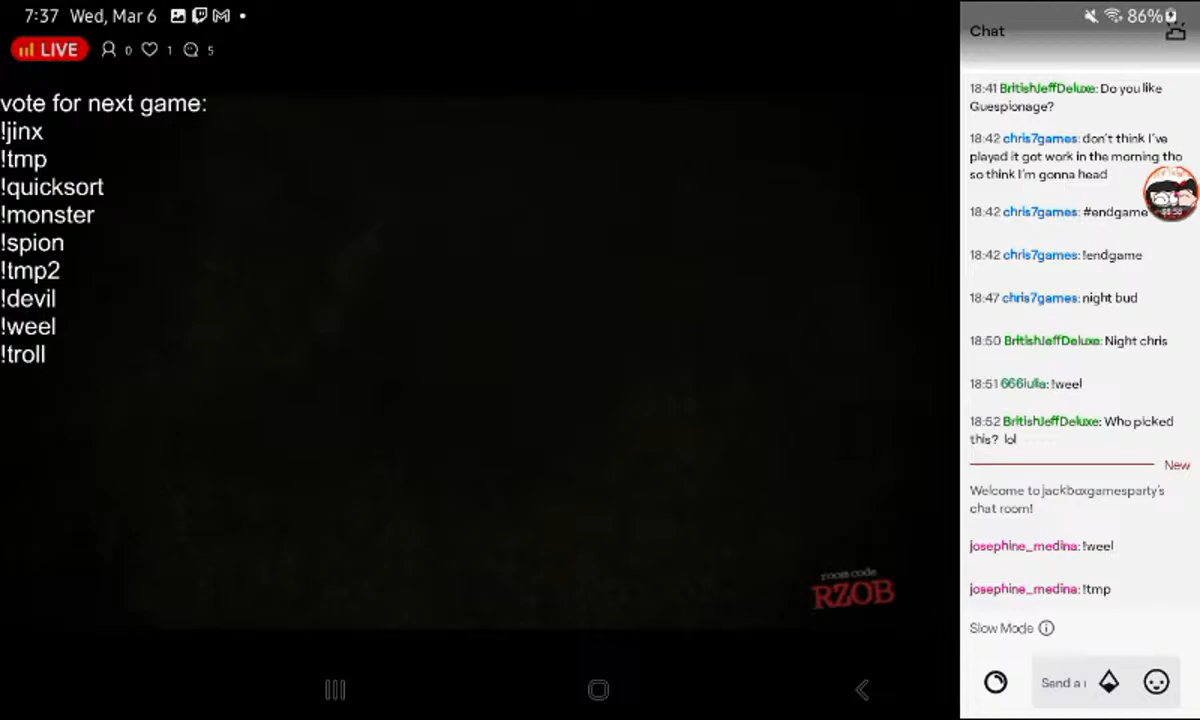 7:37 Wed, Mar 6
86%
LIVE 0 1 5
vote for next game:
!jinx
!tmp
!quicksort
!monster
!spion
!tmp2
!devil
!weel
!troll
room code
RZOB
Chat
18:41 BritishJeffDeluxe: Do you like
Guespionage?
18:42 chris7games: don't think I've
played it got work in the morning tho
so think I'm gonna head
18:42 chris7games: #endgame
18:42 chris7games: !endgame
18:47 chris7games: night bud
18:50 BritishJeffDeluxe: Night chris
18:51 666iulia: !weel
18:52 BritishJeffDeluxe: Who picked
this? lol
New
Welcome to jackboxgamesparty's
chat room!
josephine_medina: !weel
josephine_medina: !tmp
Slow Mode
Send a